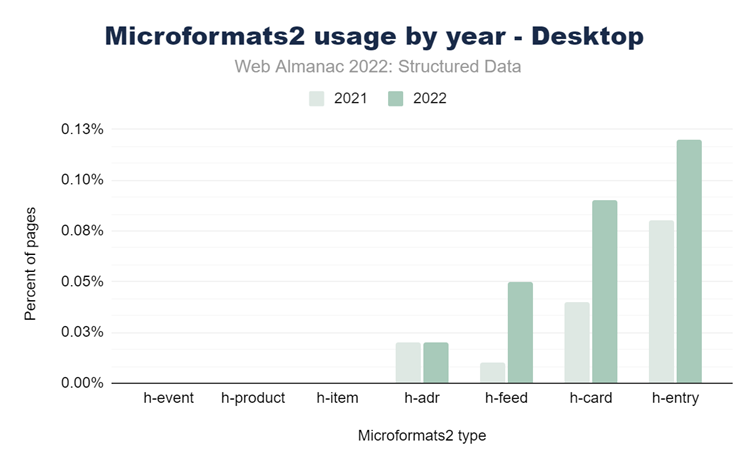 Microformats2 usage by year - Desktop
Web Almanac 2022: Structured Data
2021 2022
0.13%
0.10%
0.08%
0.05%
0.03%
0.00%
Percent of pages
h-event h-product h-item h-adr h-feed h-card h-entry
Microformats2 type